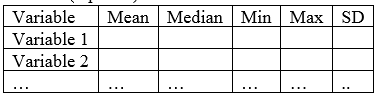 Variable Mean Median Min Max SD
Variable 1
Variable 2
… … … … … ..